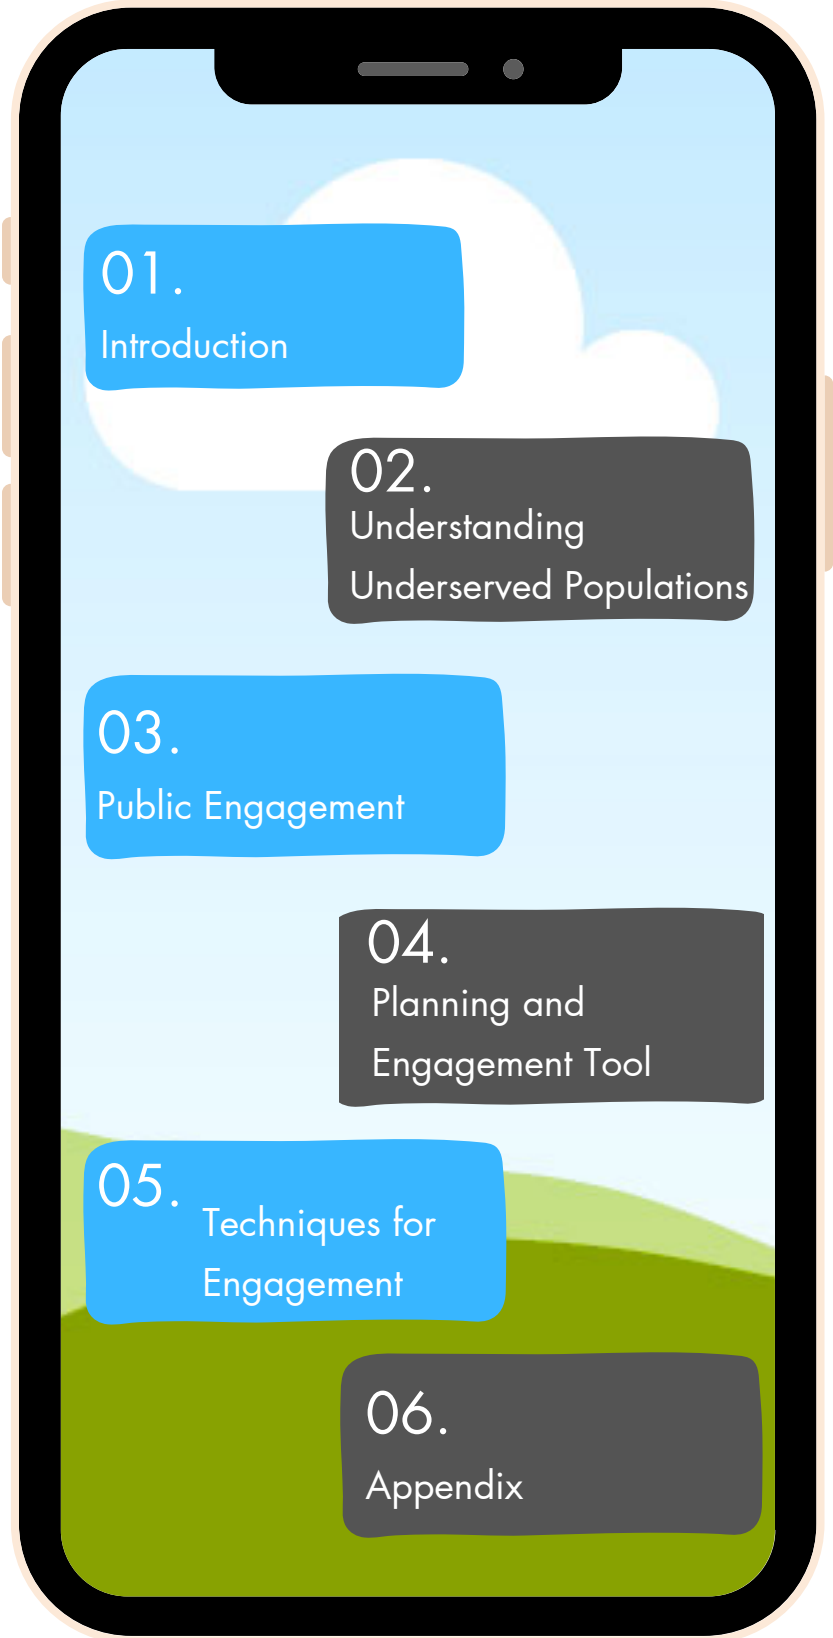 01.
Introduction
02.
Understanding
Underserved Populations
03.
Public Engagement
04.
Planning and
Engagement Tool
05.
Techniques for
Engagement
06.
Appendix